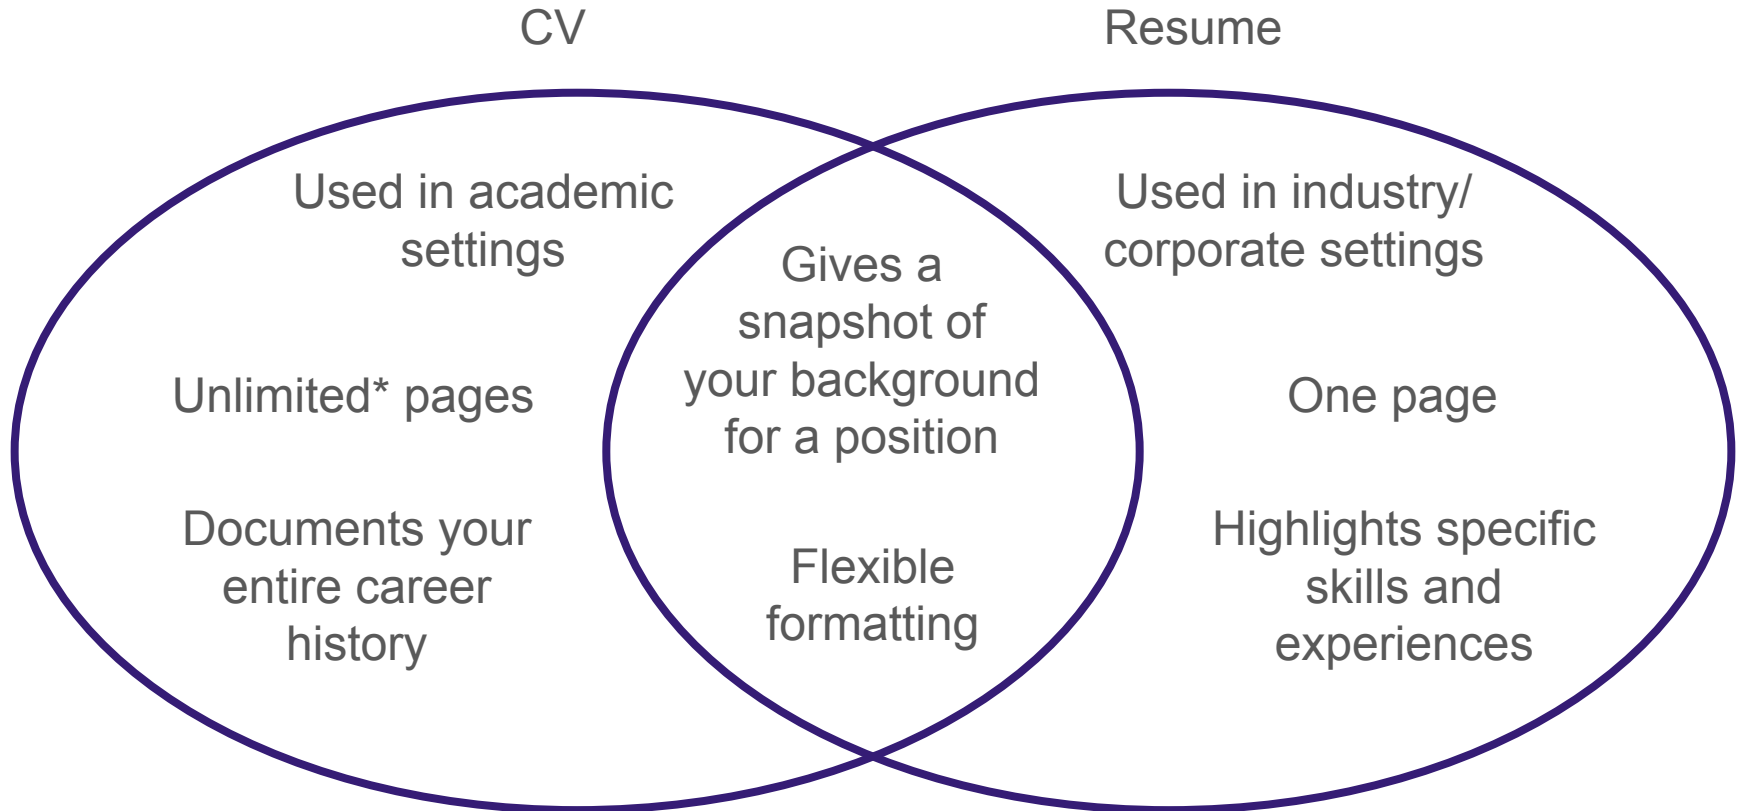 CV
Resume
Used in academic
settings
Unlimited* pages
Documents your
entire career
history
Gives a
snapshot of
your background
for a position
Flexible
formatting
Used in industry/
corporate settings
One page
Highlights specific
skills and
experiences